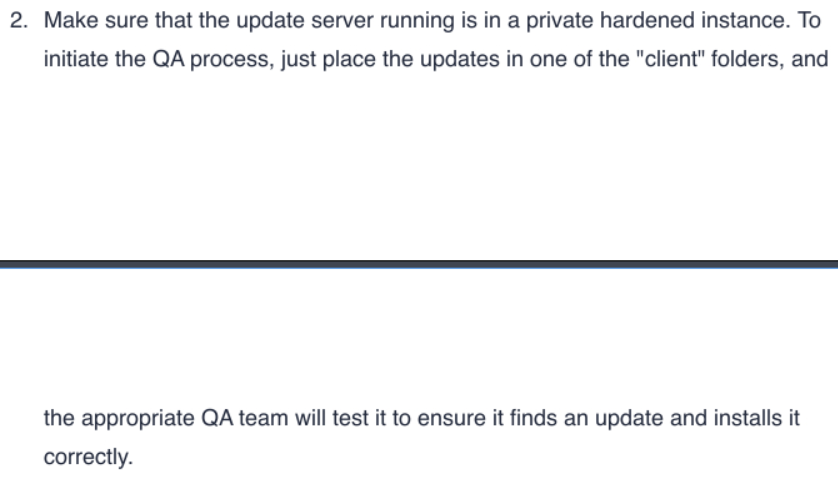 2. Make sure that the update server running is in a private hardened instance. To
initiate the QA process, just place the updates in one of the "client" folders, and
the appropriate QA team will test it to ensure it finds an update and installs it
correctly.